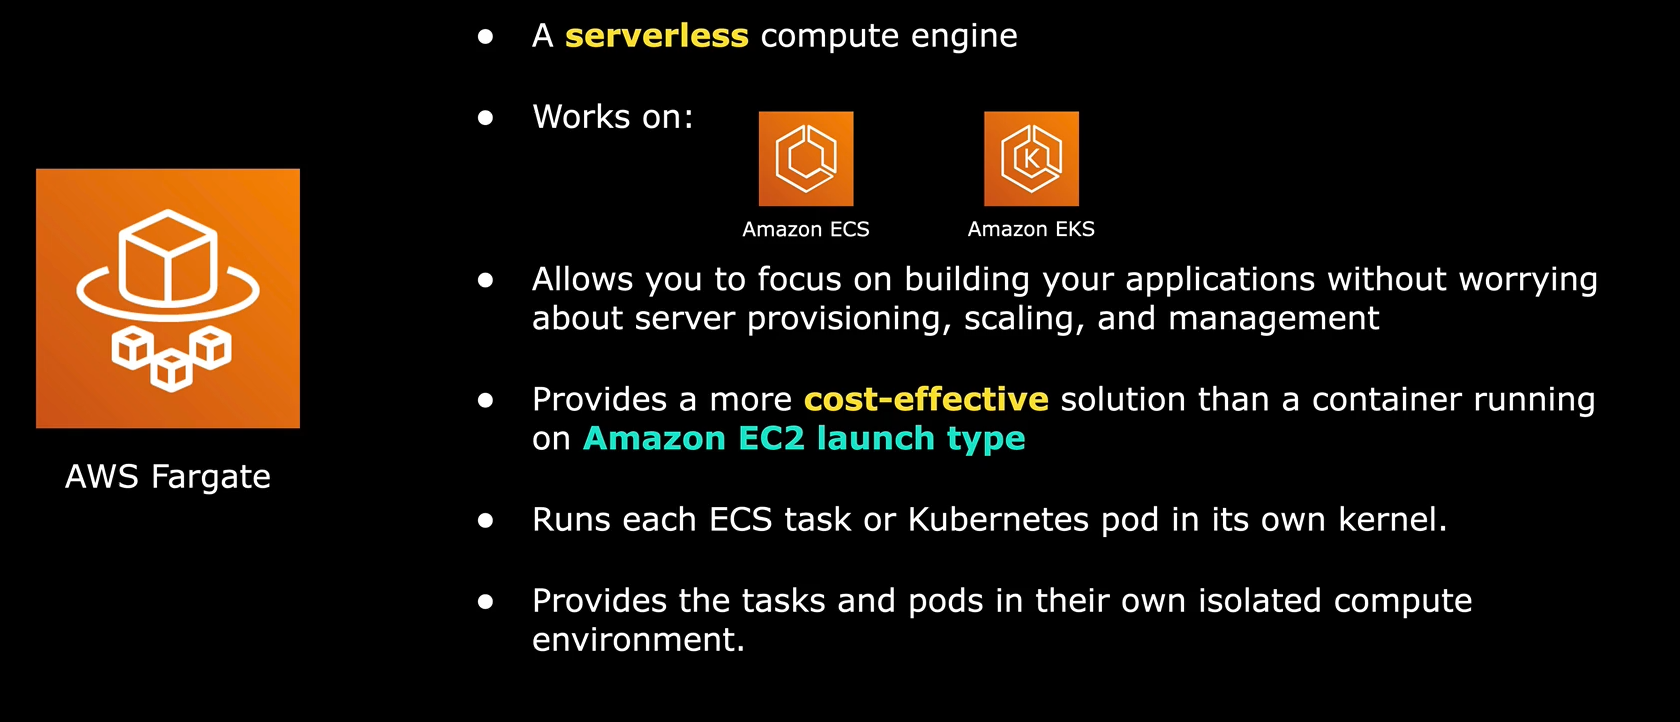 ● A serverless compute engine
● Works on:
Amazon ECS
Amazon EKS
● Allows you to focus on building your applications without worrying
about server provisioning, scaling, and management
● Provides a more cost-effective solution than a container running
on Amazon EC2 launch type
● Runs each ECS task or Kubernetes pod in its own kernel.
● Provides the tasks and pods in their own isolated compute
environment.
K
AWS Fargate